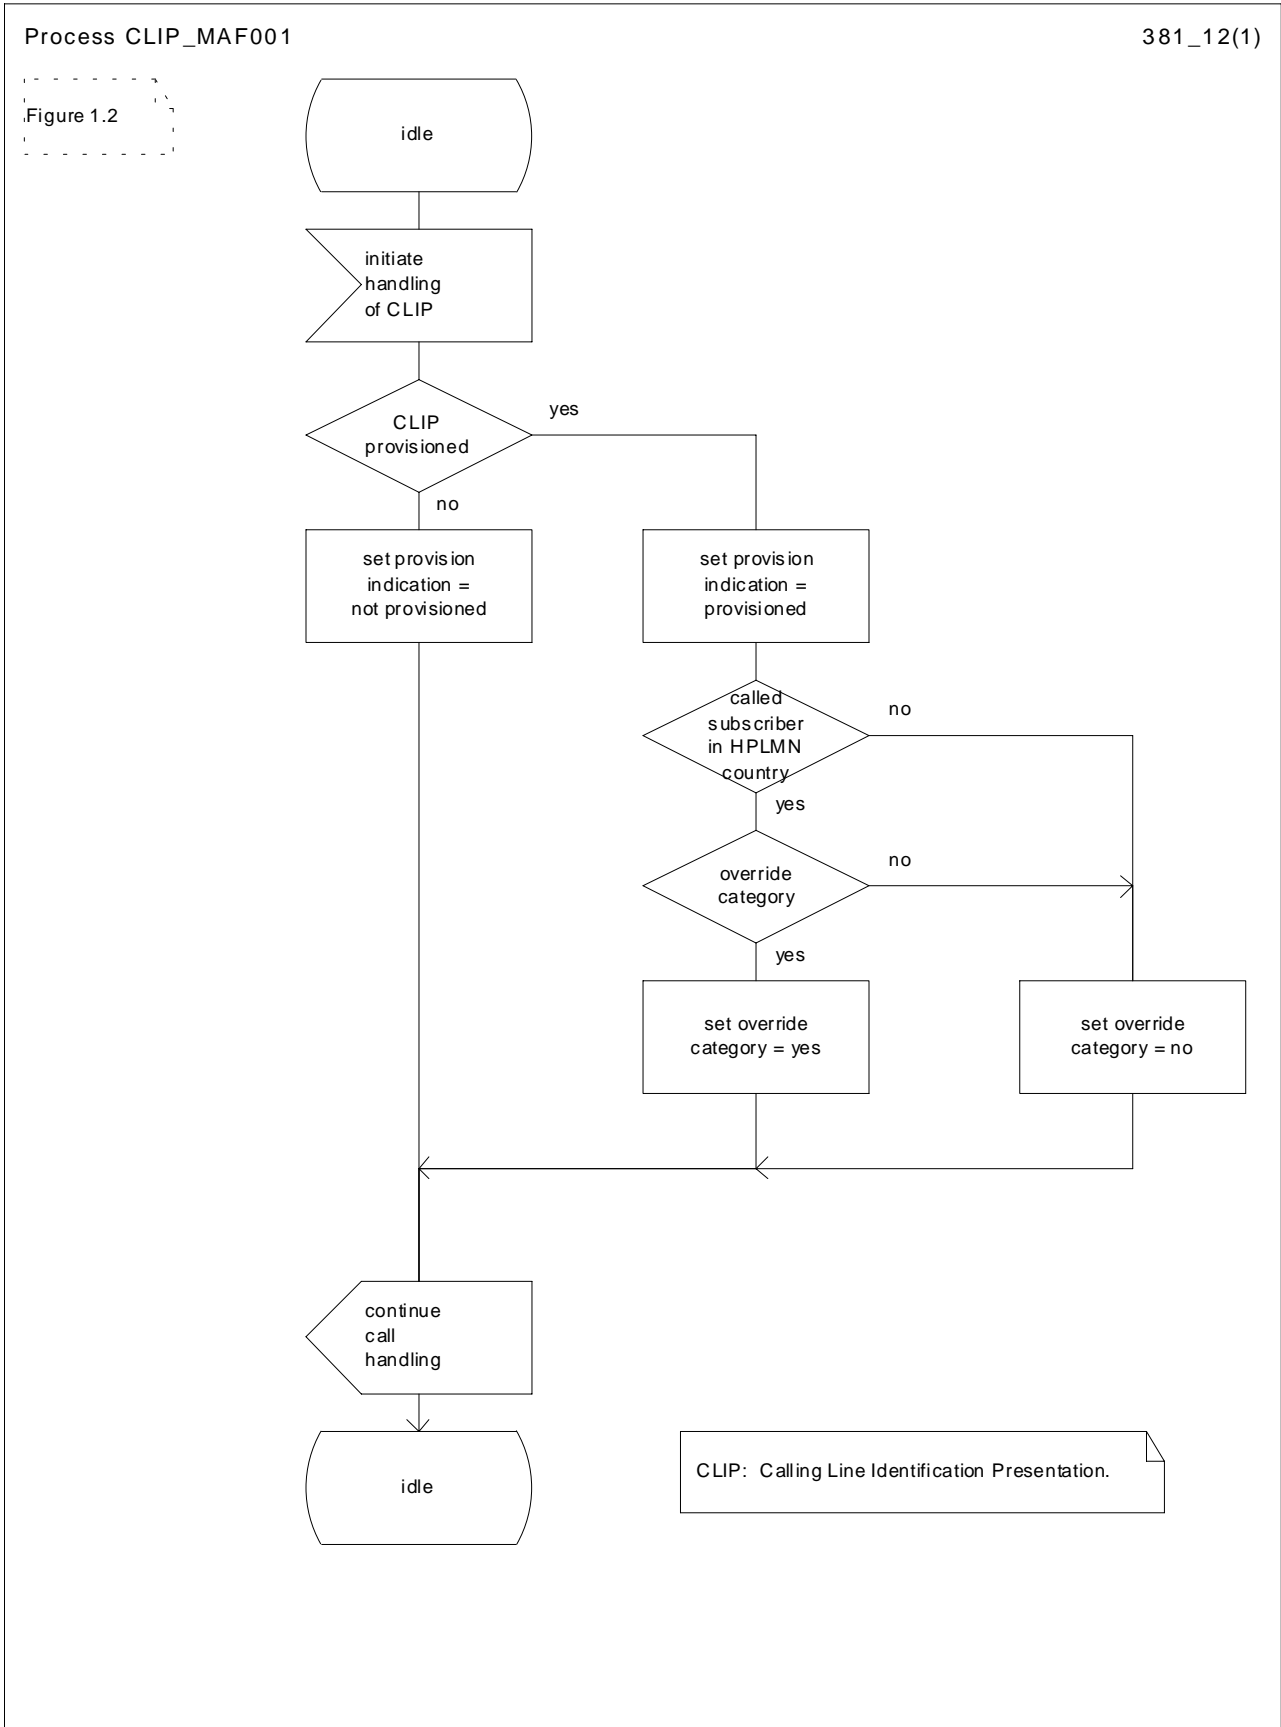 Process CLIP_MAF001
381_12(1)
Figure 1.2
idle
initiate
handling
of CLIP
CLIP
provisioned
yes
no
set provision
indication =
not provisioned
set provision
indication =
provisioned
called
subscriber
in HPLMN
country
no
yes
override
category
no
yes
set override
category = yes
set override
category = no
continue
call
handling
idle
CLIP: Calling Line Identification Presentation.